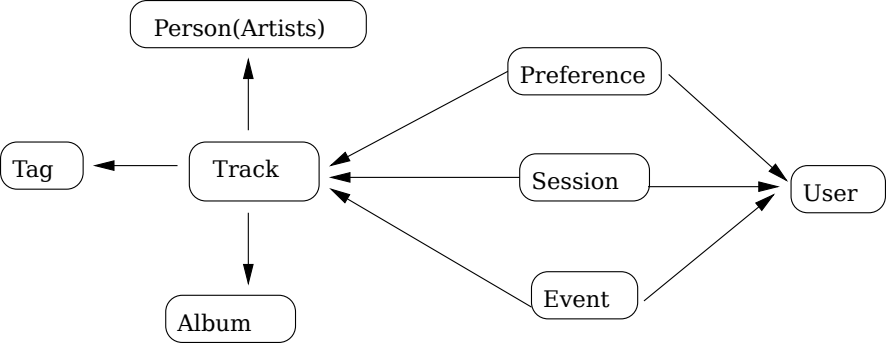 Person(Artists)
Preference
Tag
Track
Session
User
Event
Album